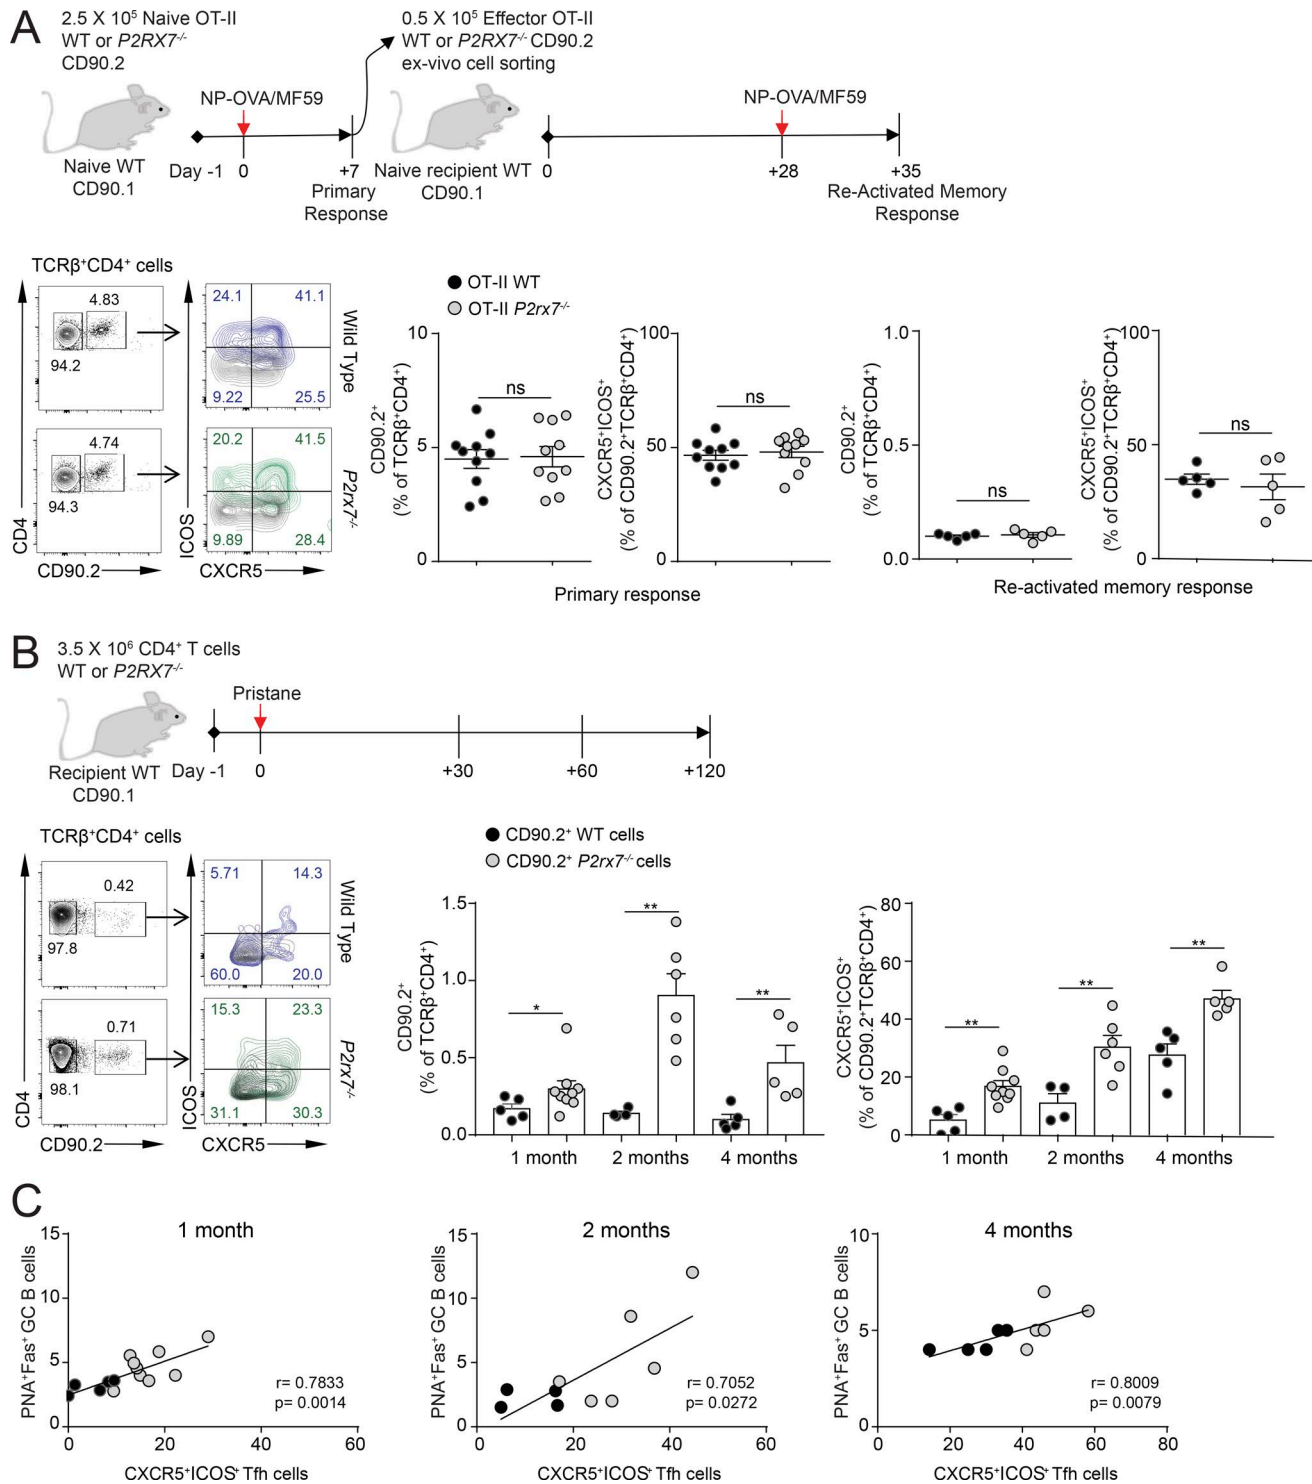 A
2.5 X 10⁵ Naive OT-II
WT or P2RX7-/-
CD90.2
0.5 X 10⁵ Effector OT-II
WT or P2RX7-/- CD90.2
ex-vivo cell sorting
NP-OVA/MF59
NP-OVA/MF59
Naive WT
CD90.1
Day -1
0
+7
Primary
Response
Naive recipient WT
CD90.1
0
+28
+35
Re-Activated Memory
Response
TCRβ⁺CD4⁺ cells
4.83
94.2
4.74
94.3
CD4
CD90.2
24.1
41.1
9.22
25.5
Wild Type
20.2
41.5
9.89
28.4
P2rx7-/-
ICOS
CXCR5
OT-II WT
OT-II P2rx7-/-
CD90.2⁺
(% of TCRβ⁺CD4⁺)
10
5
0
ns
CXCR5⁺ICOS⁺
(% of CD90.2⁺TCRβ⁺CD4⁺)
100
50
0
ns
Primary response
CD90.2⁺
(% of TCRβ⁺CD4⁺)
1.0
0.5
0.0
ns
CXCR5⁺ICOS⁺
(% of CD90.2⁺TCRβ⁺CD4⁺)
100
50
0
ns
Re-activated memory response
B
3.5 X 10⁶ CD4⁺ T cells
WT or P2RX7-/-
Pristane
Recipient WT
CD90.1
Day -1
0
+30
+60
+120
TCRβ⁺CD4⁺ cells
0.42
97.8
0.71
98.1
CD4
CD90.2
5.71
14.3
60.0
20.0
Wild Type
15.3
23.3
31.1
30.3
P2rx7-/-
ICOS
CXCR5
CD90.2⁺ WT cells
CD90.2⁺ P2rx7-/- cells
CD90.2⁺
(% of TCRβ⁺CD4⁺)
1.5
1.0
0.5
0.0
*
**
**
1 month
2 months
4 months
CXCR5⁺ICOS⁺
(% of CD90.2⁺TCRβ⁺CD4⁺)
80
60
40
20
0
**
**
**
1 month
2 months
4 months
C
1 month
PNA⁺Fas⁺ GC B cells
15
10
5
0
r= 0.7833
p= 0.0014
0
20
40
60
CXCR5⁺ICOS⁺ Tfh cells
2 months
PNA⁺Fas⁺ GC B cells
15
10
5
0
r= 0.7052
p= 0.0272
0
20
40
60
CXCR5⁺ICOS⁺ Tfh cells
4 months
PNA⁺Fas⁺ GC B cells
10
5
0
r= 0.8009
p= 0.0079
0
20
40
60
80
CXCR5⁺ICOS⁺ Tfh cells